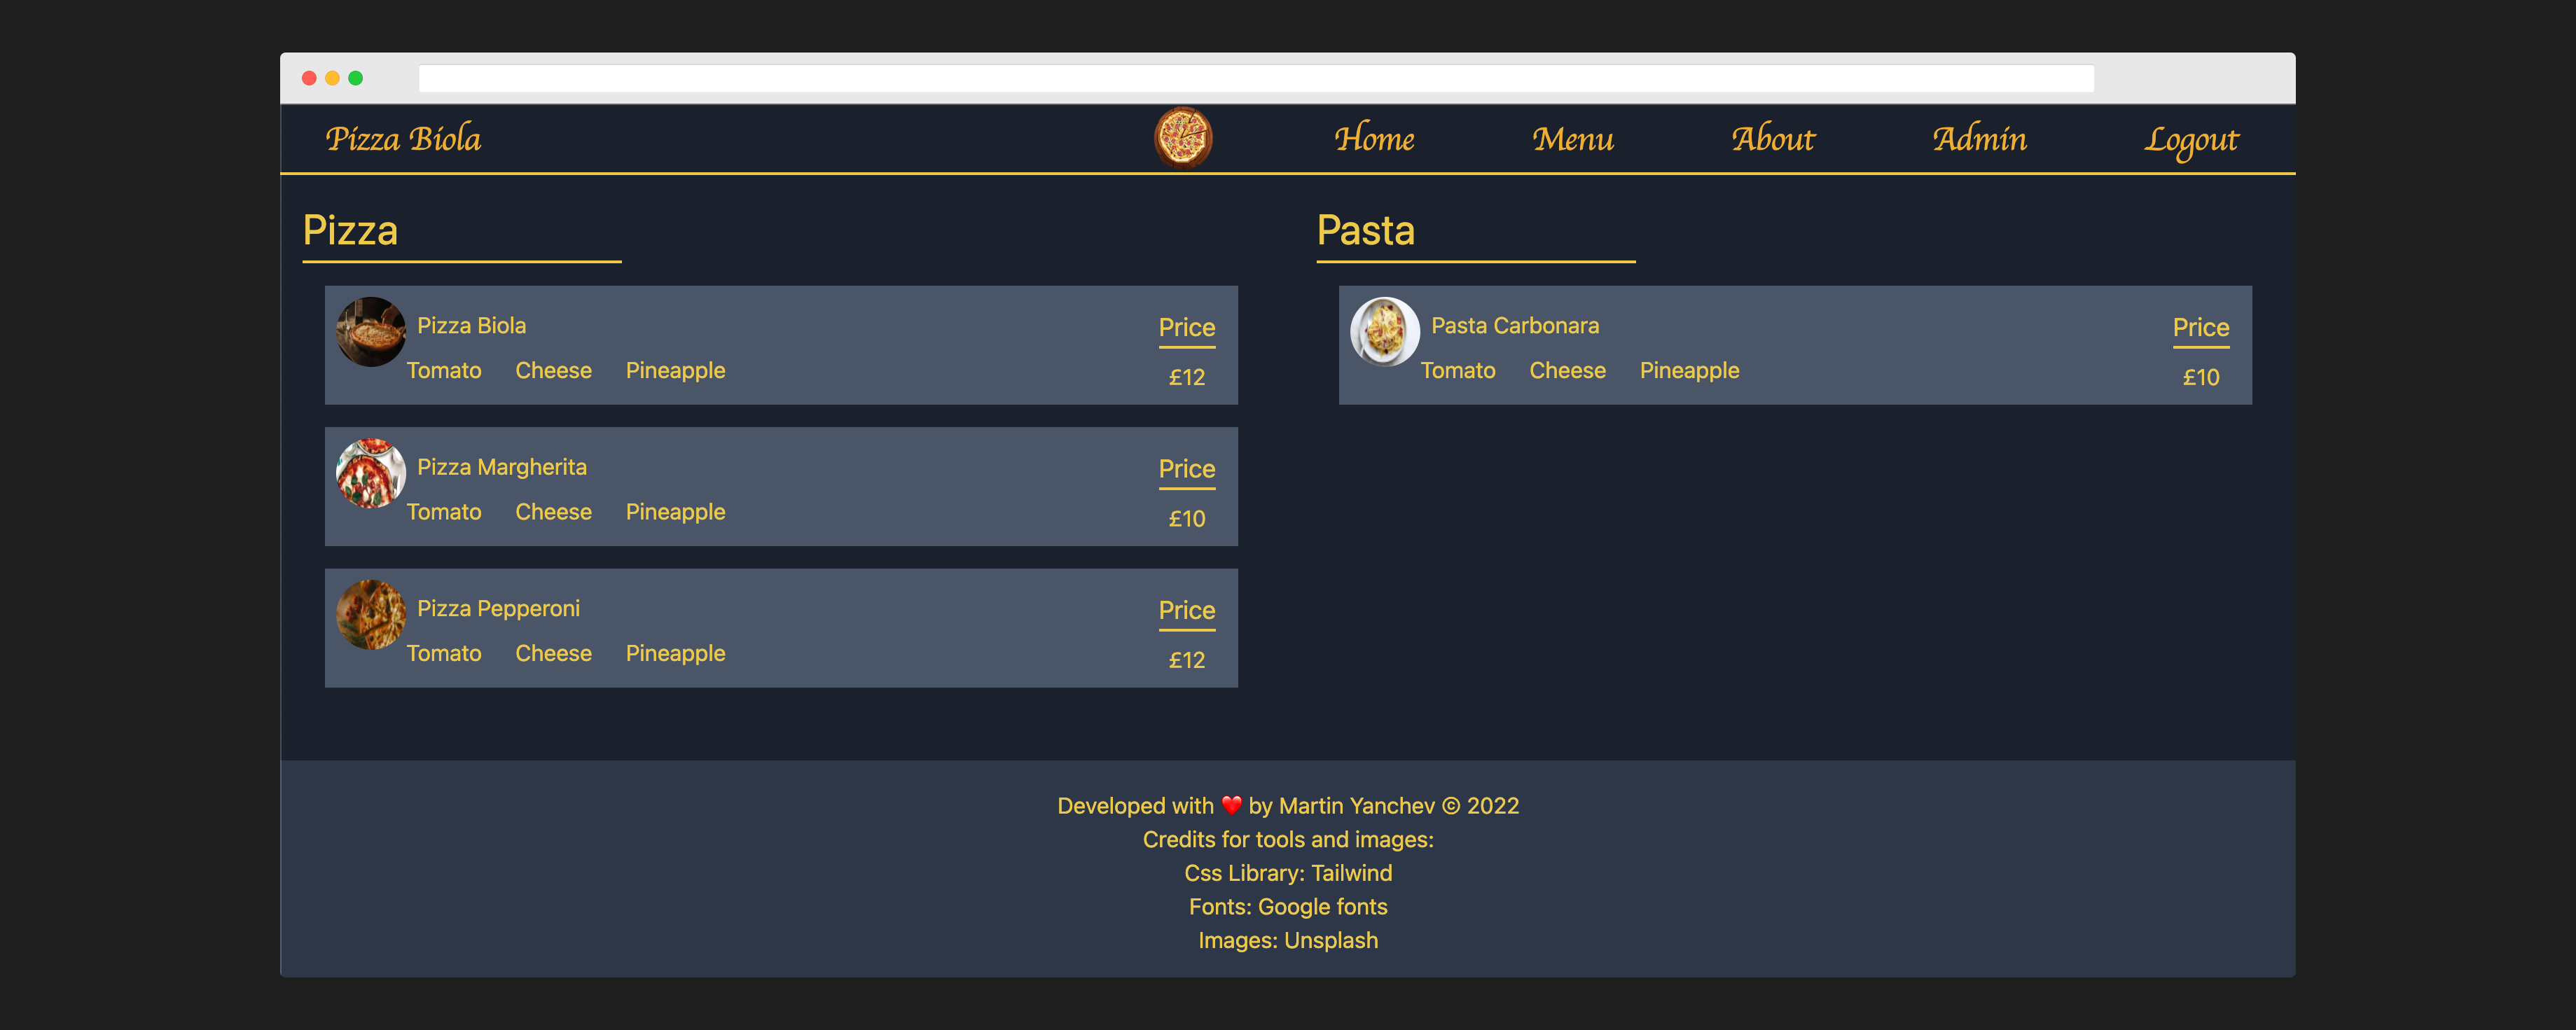 Pizza Biola
Home Menu About Admin Logout
Pizza
Pizza Biola
Tomato Cheese Pineapple
Price
£12
Pizza Margherita
Tomato Cheese Pineapple
Price
£10
Pizza Pepperoni
Tomato Cheese Pineapple
Price
£12
Pasta
Pasta Carbonara
Tomato Cheese Pineapple
Price
£10
Developed with ❤️ by Martin Yanchev © 2022
Credits for tools and images:
Css Library: Tailwind
Fonts: Google fonts
Images: Unsplash